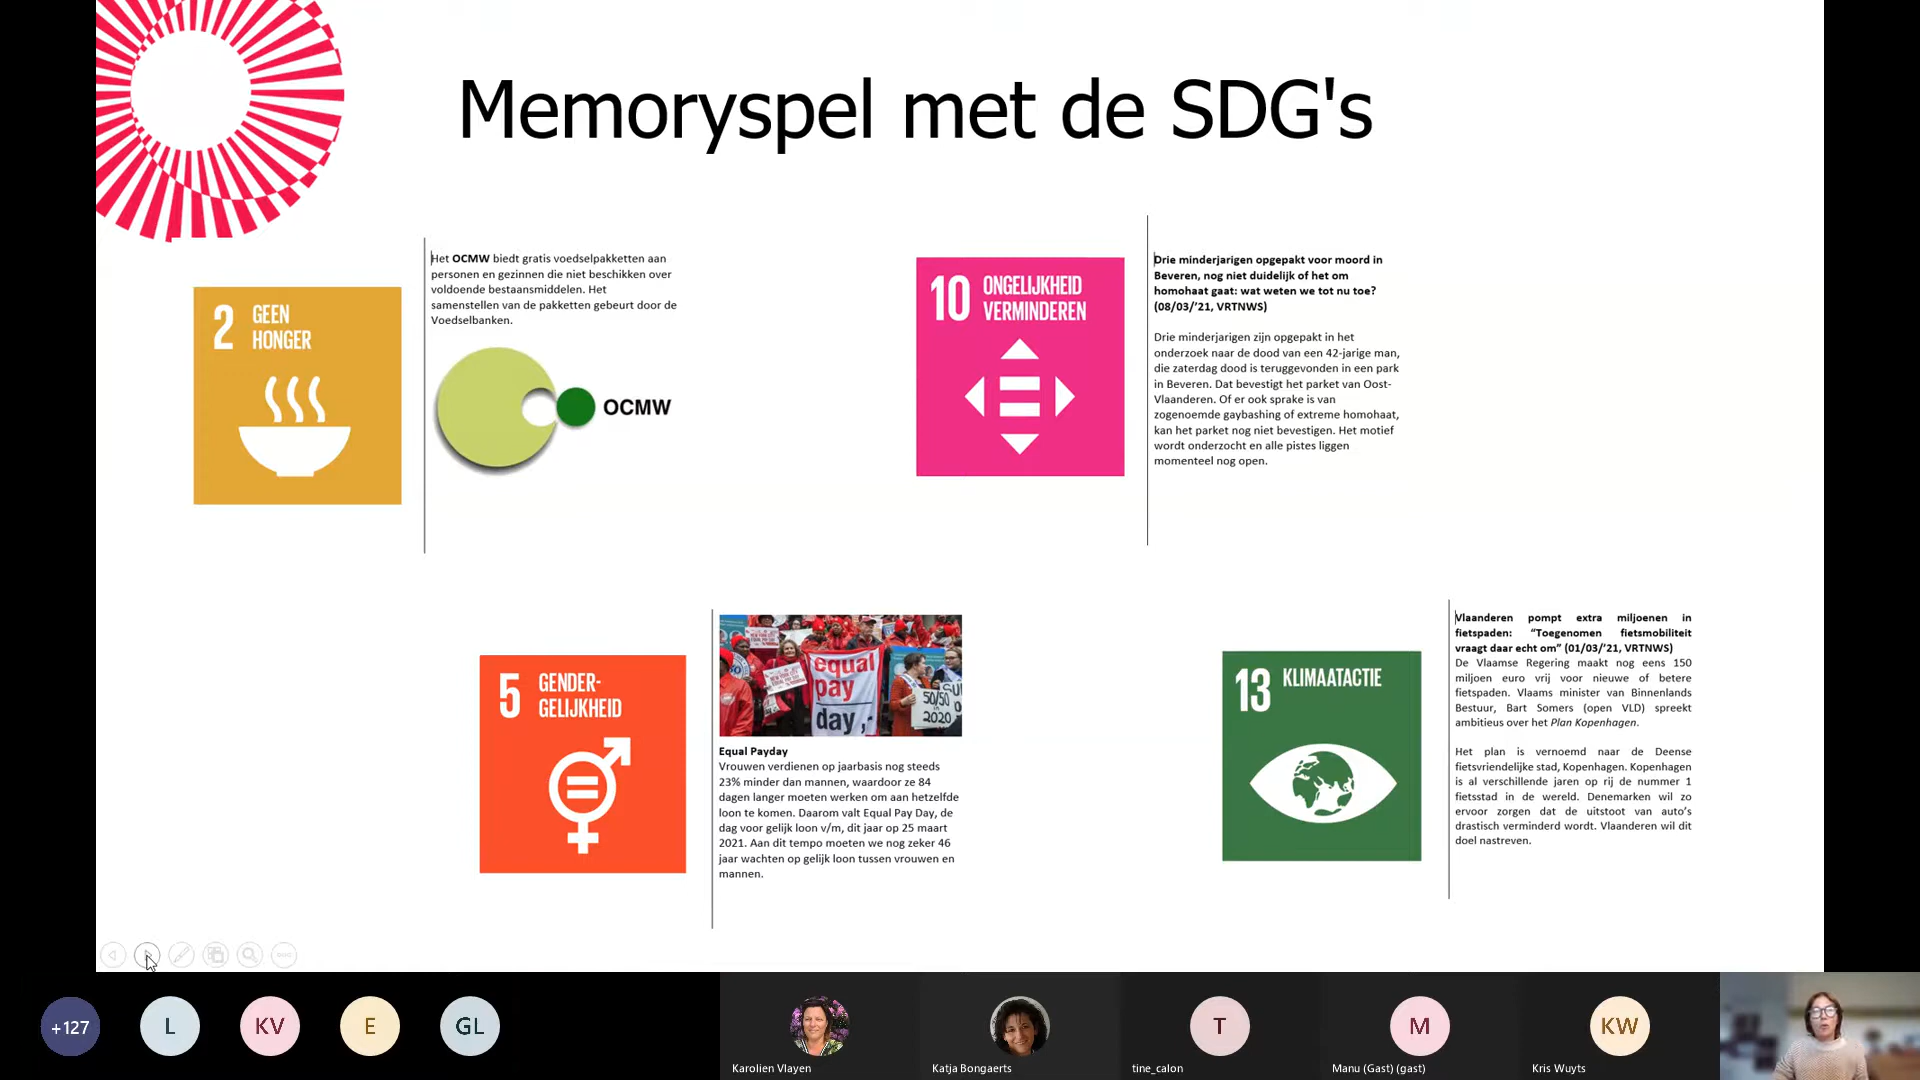 Memoryspel met de SDG's
2 GEEN
HONGER
Het OCMW biedt gratis voedselpakketten aan
personen en gezinnen die niet beschikken over
voldoende bestaansmiddelen. Het
samenstellen van de pakketten gebeurt door de
Voedselbanken.
OCMW
10 ONGELIJKHEID
VERMINDEREN
Drie minderjarigen opgepakt voor moord in
Beveren, nog niet duidelijk of het om
homohaat gaat: wat weten we tot nu toe?
(08/03/'21, VRTNWS)
Drie minderjarigen zijn opgepakt in het
onderzoek naar de dood van een 42-jarige man,
die zaterdag dood is teruggevonden in een park
in Beveren. Dat bevestigt het parket van Oost-
Vlaanderen. Of er ook sprake is van
zogenoemde gaybashing of extreme homohaat,
kan het parket nog niet bevestigen. Het motief
wordt onderzocht en alle pistes liggen
momenteel nog open.
5 GENDER-
GELIJKHEID
equal
pay
day
50/50
in
2020
Equal Payday
Vrouwen verdienen op jaarbasis nog steeds
23% minder dan mannen, waardoor ze 84
dagen langer moeten werken om aan hetzelfde
loon te komen. Daarom valt Equal Pay Day, de
dag voor gelijk loon v/m, dit jaar op 25 maart
2021. Aan dit tempo moeten we nog zeker 46
jaar wachten op gelijk loon tussen vrouwen en
mannen.
13 KLIMAATACTIE
Vlaanderen pompt extra miljoenen in
fietspaden: “Toegenomen fietsmobiliteit
vraagt daar echt om” (01/03/'21, VRTNWS)
De Vlaamse Regering maakt nog eens 150
miljoen euro vrij voor nieuwe of betere
fietspaden. Vlaams minister van Binnenlands
Bestuur, Bart Somers (open VLD) spreekt
ambitieus over het Plan Kopenhagen.
Het plan is vernoemd naar de Deense
fietsvriendelijke stad, Kopenhagen. Kopenhagen
is al verschillende jaren op rij de nummer 1
fietsstad in de wereld. Denemarken wil zo
ervoor zorgen dat de uitstoot van auto's
drastisch verminderd wordt. Vlaanderen wil dit
doel nastreven.
+127
L
KV
E
GL
T
M
KW
Karolien Vlayen
Katja Bongaerts
tine_calon
Manu (Gast) (gast)
Kris Wuyts